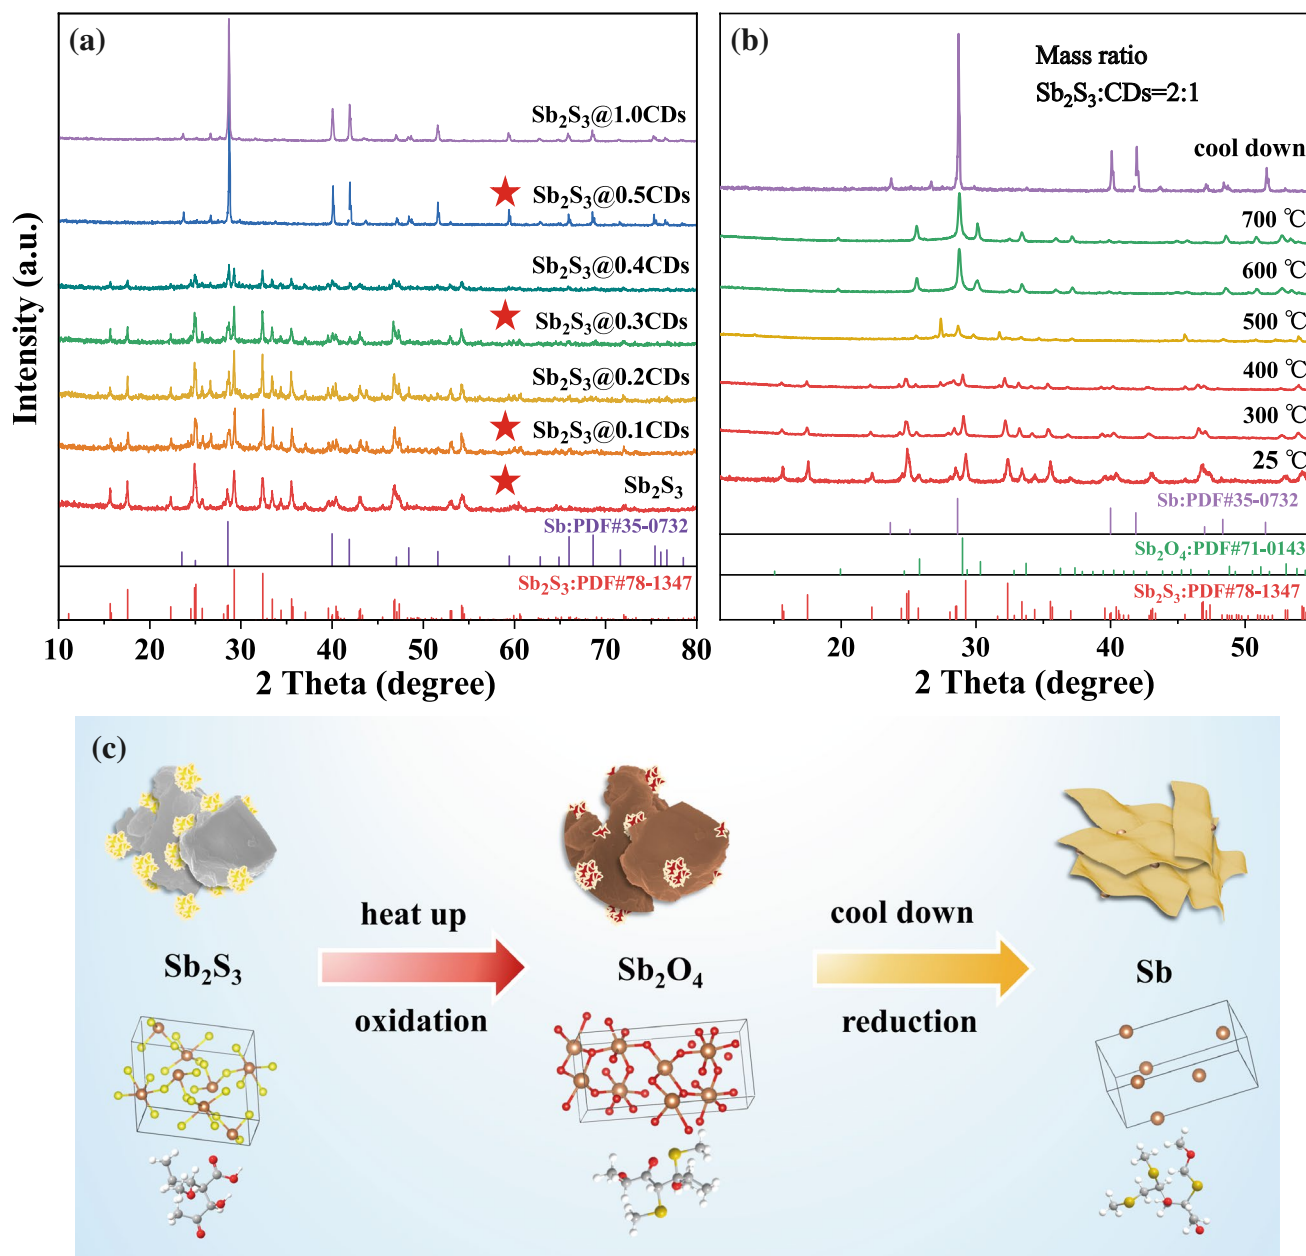 (a)
Sb₂S₃@1.0CDs
Sb₂S₃@0.5CDs
Sb₂S₃@0.4CDs
Sb₂S₃@0.3CDs
Sb₂S₃@0.2CDs
Sb₂S₃@0.1CDs
Sb₂S₃
Sb:PDF#35-0732
Sb₂S₃:PDF#78-1347
Intensity (a.u.)
10 20 30 40 50 60 70 80
2 Theta (degree)
(b)
Mass ratio
Sb₂S₃:CDs=2:1
cool down
700 ℃
600 ℃
500 ℃
400 ℃
300 ℃
25 ℃
Sb:PDF#35-0732
Sb₂O₄:PDF#71-0143
Sb₂S₃:PDF#78-1347
20 30 40 50
2 Theta (degree)
(c)
heat up
cool down
Sb₂S₃
Sb₂O₄
Sb
oxidation
reduction